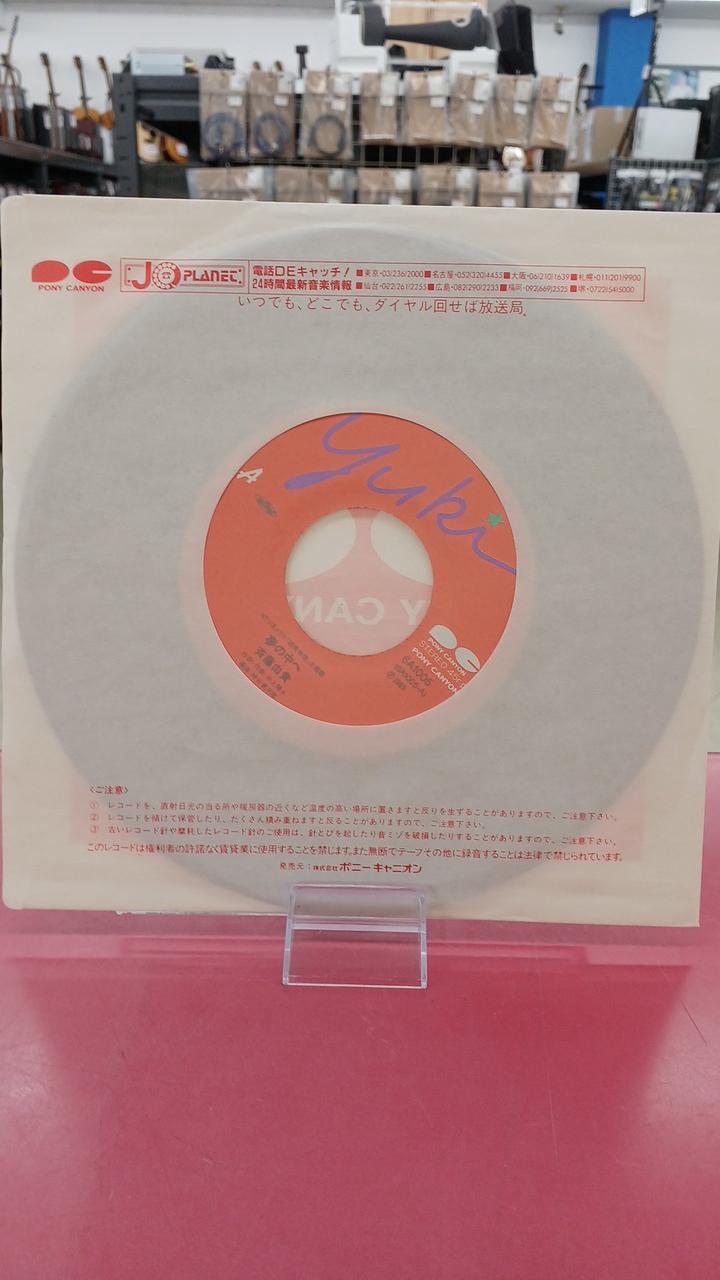 PONY CANYON
JO PLANET
電話DEキャッチ!
24時間最新音楽情報
■東京・03(236)2000■名古屋・052(320)4455■大阪・06(210)1639■札幌・011(201)9900
■仙台・022(261)2255■広島・082(290)2233■福岡・092(669)2525■堺・0722(54)5000
いつでも、どこでも、ダイヤル回せば放送局。
Yuki
A
夢の中へ
斉藤由貴
PONY CANYON
STEREO 45
PONY CANYON
6A1006
〈ご注意〉
① レコードを、直射日光の当る所や暖房器の近くなど温度の高い場所に置きますと反りを生ずることがありますので、ご注意下さい。
② レコードを傾けて保管したり、たくさん積み重ねますと反ることがありますので、ご注意下さい。
③ 古いレコード針や摩耗したレコード針のご使用は、針とびを起したり音ミゾを破損したりすることがありますので、ご注意下さい。
このレコードは権利者の許諾なく賃貸業に使用することを禁じます。また無断でテープその他に録音することは法律で禁じられています。
発売元:株式会社ポニーキャニオン